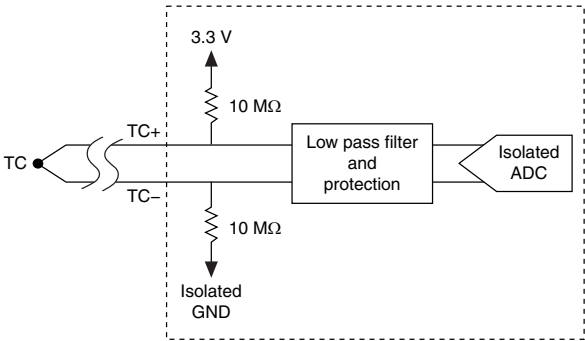 3.3 V
10 MΩ
TC+
TC
TC−
Low pass filter
and
protection
Isolated
ADC
10 MΩ
Isolated
GND